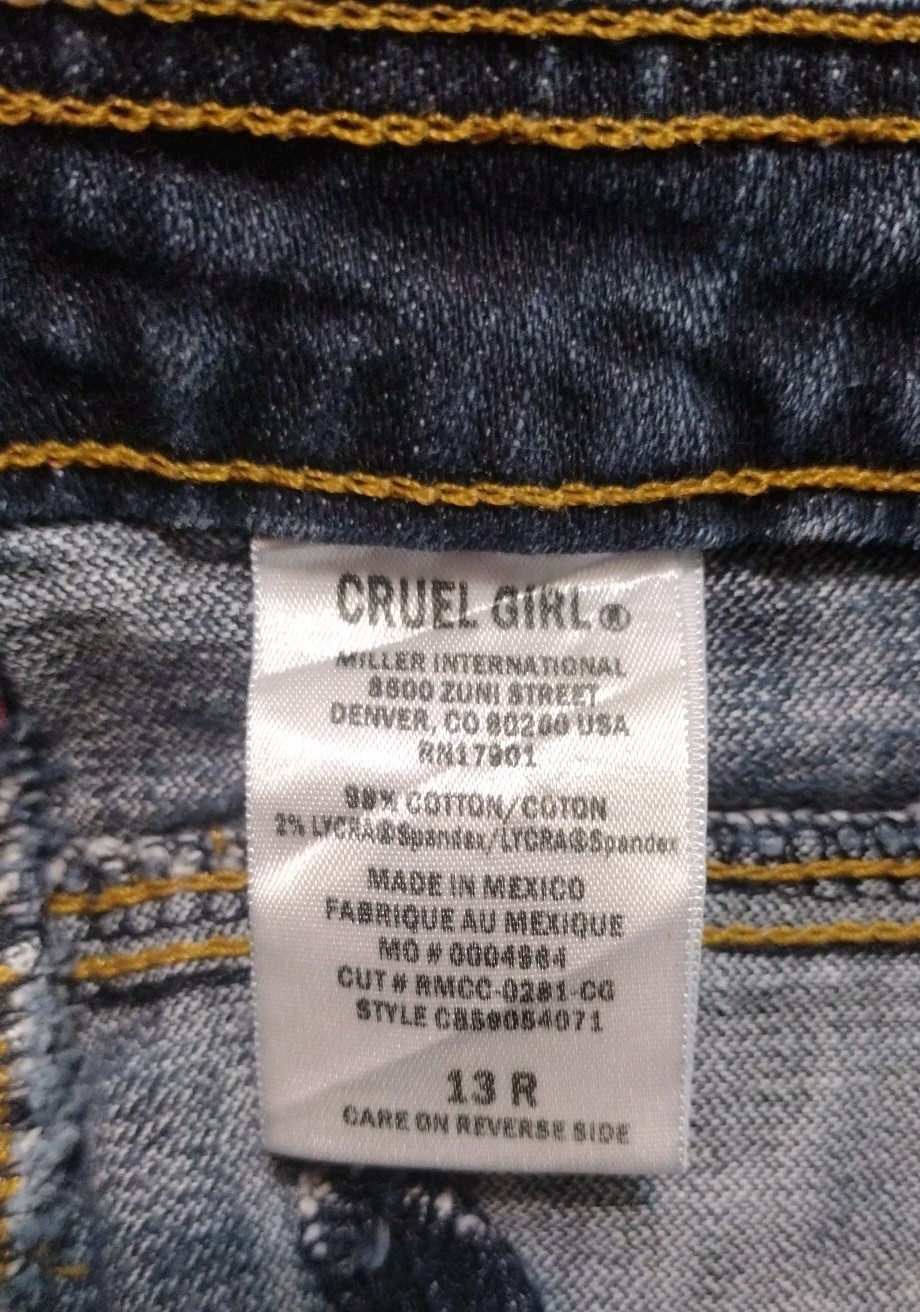 CRUEL GIRL®
MILLER INTERNATIONAL
8500 ZUNI STREET
DENVER, CO 80260 USA
RN17901
98% COTTON/COTON
2% LYCRA®Spandex/LYCRA®Spandex
MADE IN MEXICO
FABRIQUE AU MEXIQUE
MO # 0004984
CUT # RMCC-0281-CG
STYLE CB59054071
13 R
CARE ON REVERSE SIDE